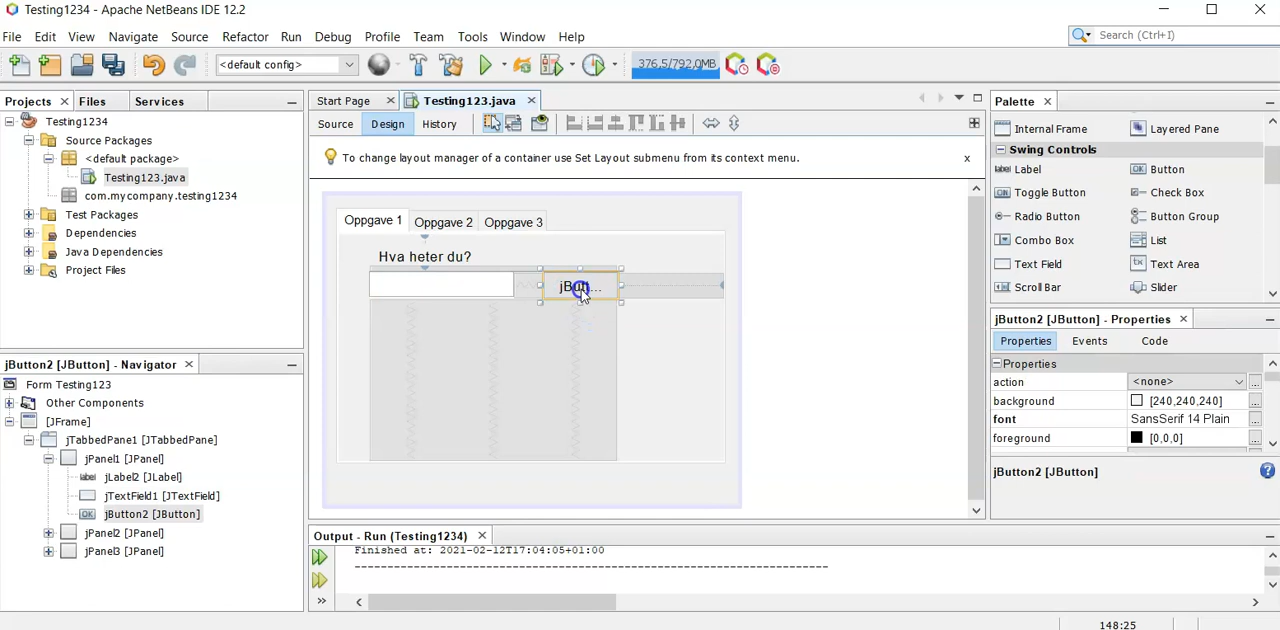 Testing1234 - Apache NetBeans IDE 12.2
File Edit View Navigate Source Refactor Run Debug Profile Team Tools Window Help
Search (Ctrl+I)
<default config>
376,5/792,0MB
Projects
Files
Services
Testing1234
Source Packages
<default package>
Testing123.java
com.mycompany.testing1234
Test Packages
Dependencies
Java Dependencies
Project Files
jButton2 [JButton] - Navigator
Form Testing123
Other Components
[JFrame]
jTabbedPane1 [JTabbedPane]
jPanel1 [JPanel]
jLabel2 [JLabel]
jTextField1 [JTextField]
jButton2 [JButton]
jPanel2 [JPanel]
jPanel3 [JPanel]
Start Page
Testing123.java
Source Design History
To change layout manager of a container use Set Layout submenu from its context menu.
x
Oppgave 1 Oppgave 2 Oppgave 3
Hva heter du?
jButt...
Output - Run (Testing1234)
Finished at: 2021-02-12T17:04:05+01:00
------------------------------------------------------------------------
Palette
Internal Frame
Layered Pane
Swing Controls
Label
Button
Toggle Button
Check Box
Radio Button
Button Group
Combo Box
List
Text Field
Text Area
Scroll Bar
Slider
jButton2 [JButton] - Properties
Properties Events Code
Properties
action <none>
background [240,240,240]
font SansSerif 14 Plain
foreground [0,0,0]
jButton2 [JButton]
148:25